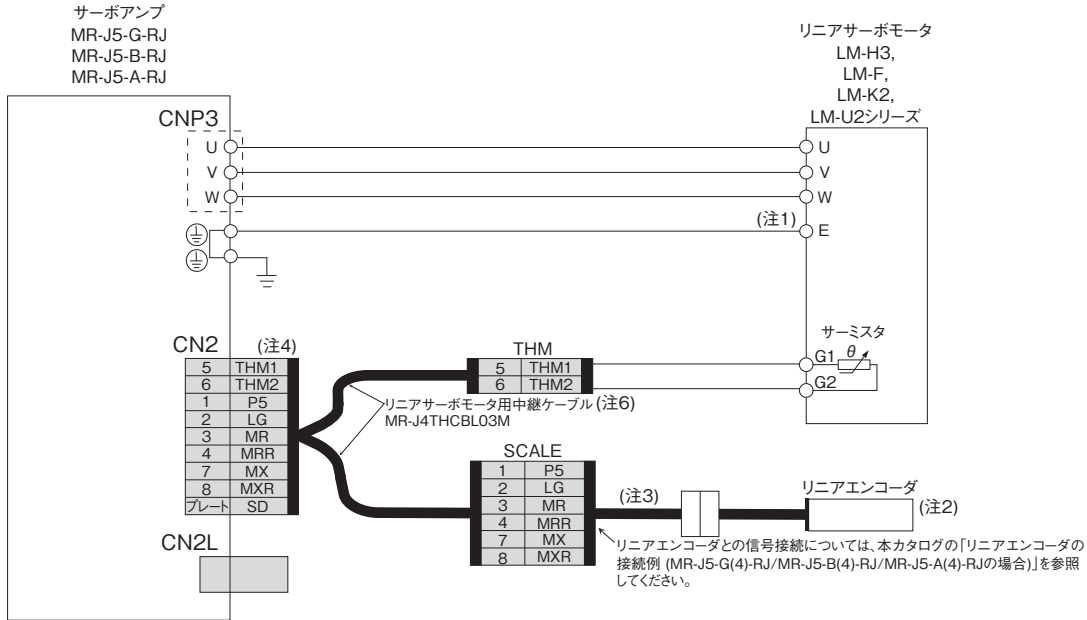 サーボアンプ
MR-J5-G-RJ
MR-J5-B-RJ
MR-J5-A-RJ
リニアサーボモータ
LM-H3,
LM-F,
LM-K2,
LM-U2シリーズ
CNP3
U
V
W
U
V
W
(注1)
E
サーミスタ
G1
θ
G2
CN2 (注4)
5 THM1
6 THM2
1 P5
2 LG
3 MR
4 MRR
7 MX
8 MXR
プレート SD
THM
5 THM1
6 THM2
リニアサーボモータ用中継ケーブル (注6)
MR-J4THCBL03M
SCALE
1 P5
2 LG
3 MR
4 MRR
7 MX
8 MXR
(注3)
リニアエンコーダ
(注2)
リニアエンコーダとの信号接続については、本カタログの「リニアエンコーダの
接続例 (MR-J5-G(4)-RJ/MR-J5-B(4)-RJ/MR-J5-A(4)-RJの場合)」を参照
してください。
CN2L